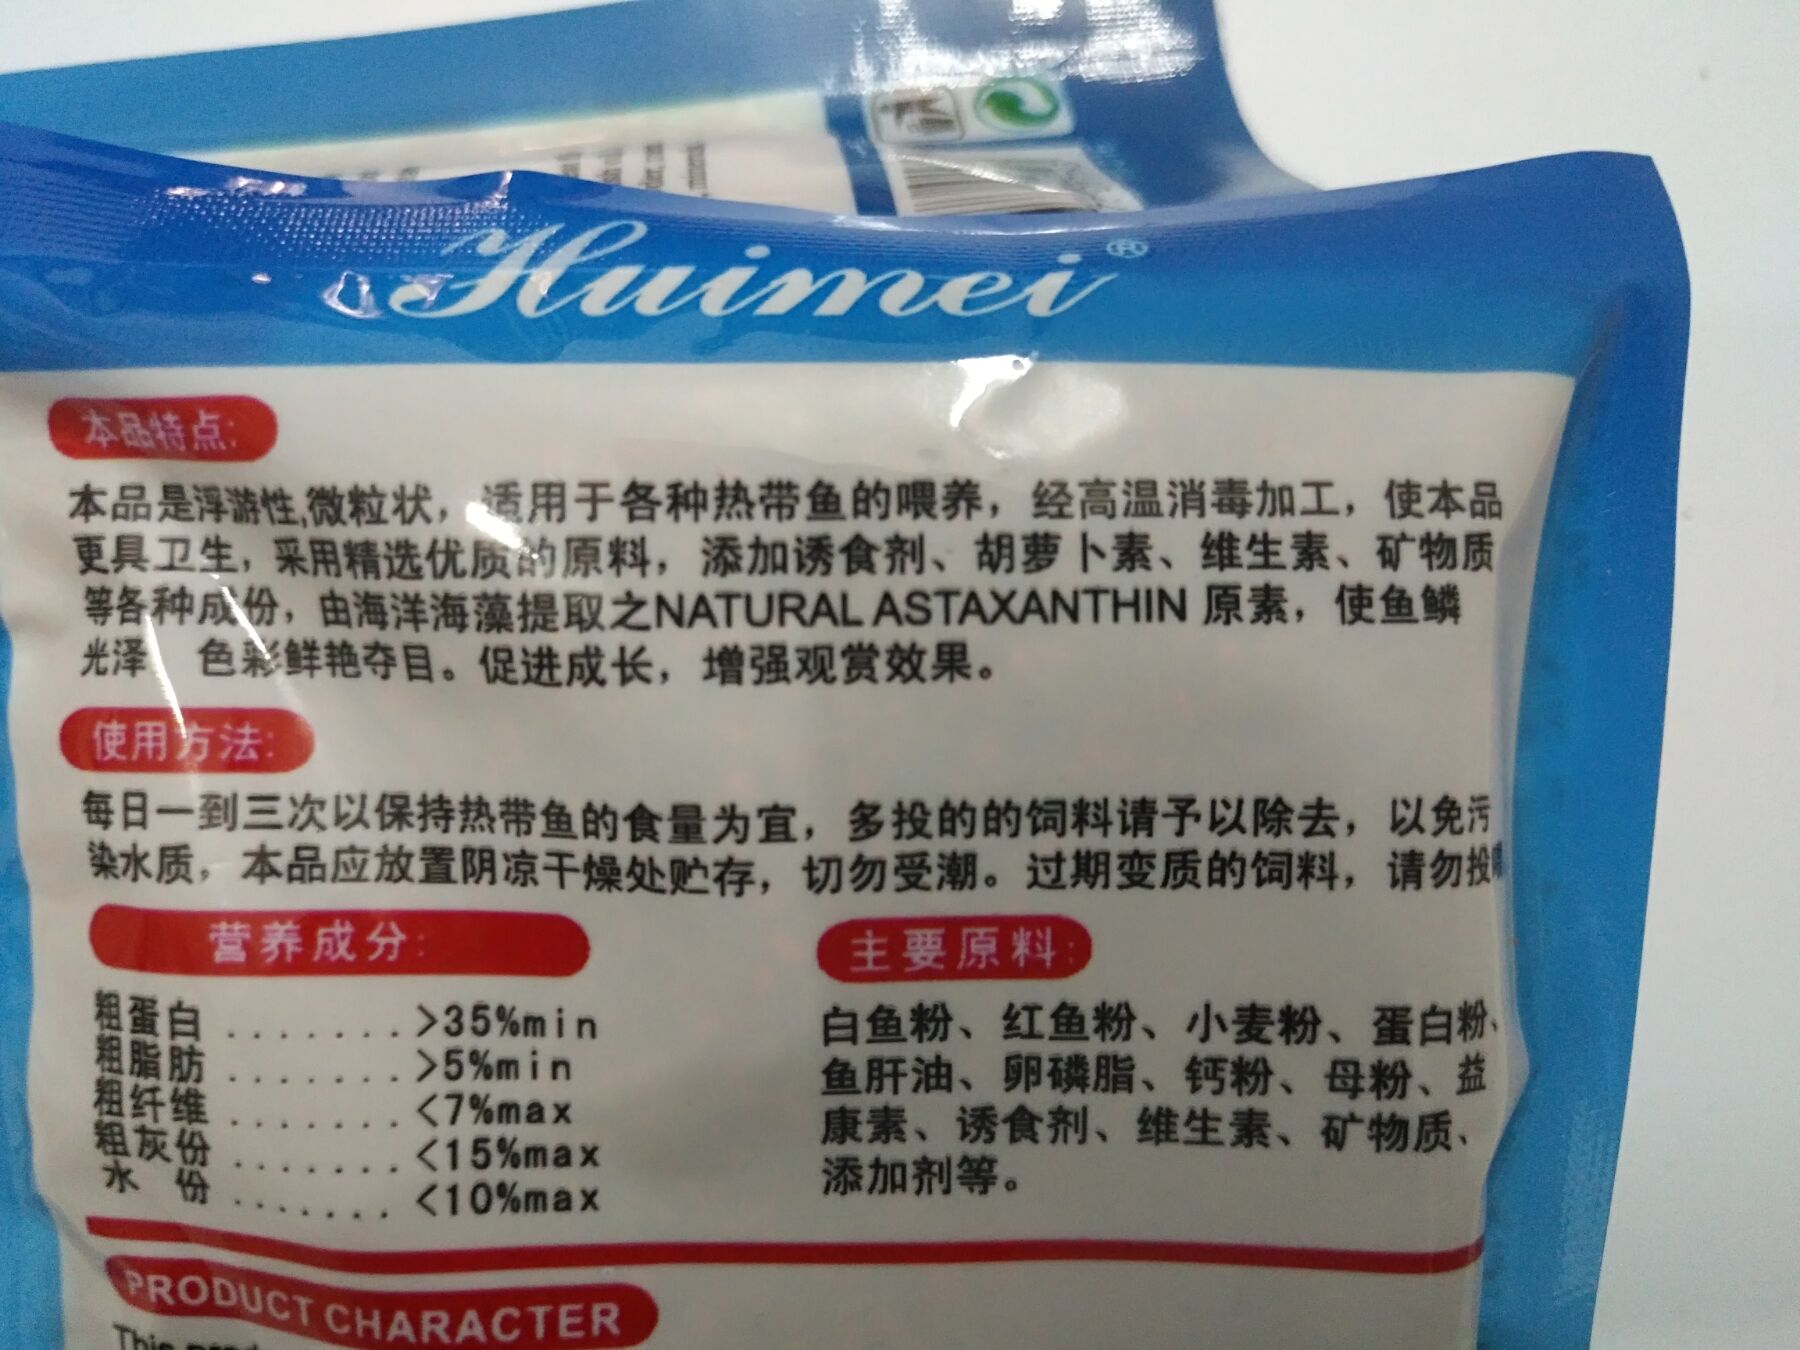 Huimei®
本品特点:
本品是浮游性,微粒状，适用于各种热带鱼的喂养，经高温消毒加工，使本品
更具卫生，采用精选优质的原料，添加诱食剂、胡萝卜素、维生素、矿物质
等各种成份，由海洋海藻提取之NATURAL ASTAXANTHIN 原素，使鱼鳞
光泽 色彩鲜艳夺目。促进成长，增强观赏效果。
使用方法:
每日一到三次以保持热带鱼的食量为宜，多投的的饲料请予以除去，以免污
染水质，本品应放置阴凉干燥处贮存，切勿受潮。过期变质的饲料，请勿投
营养成分:
粗蛋白 ........>35%min
粗脂肪 ........>5%min
粗纤维 ........<7%max
粗灰份 ........<15%max
水 份 ........<10%max
主要原料:
白鱼粉、红鱼粉、小麦粉、蛋白粉、
鱼肝油、卵磷脂、钙粉、母粉、益
康素、诱食剂、维生素、矿物质、
添加剂等。
PRODUCT CHARACTER
This